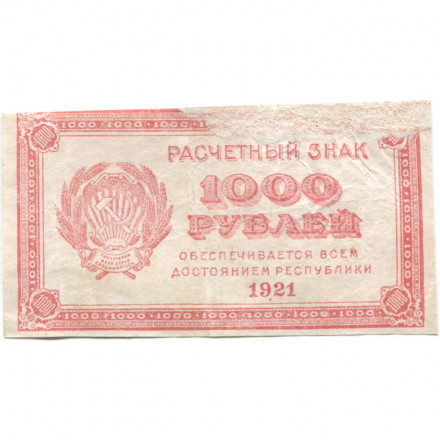 РАСЧЕТНЫЙ ЗНАК
1000
РУБЛЕЙ
ОБЕСПЕЧИВАЕТСЯ ВСЕМ
ДОСТОЯНИЕМ РЕСПУБЛИКИ
1921